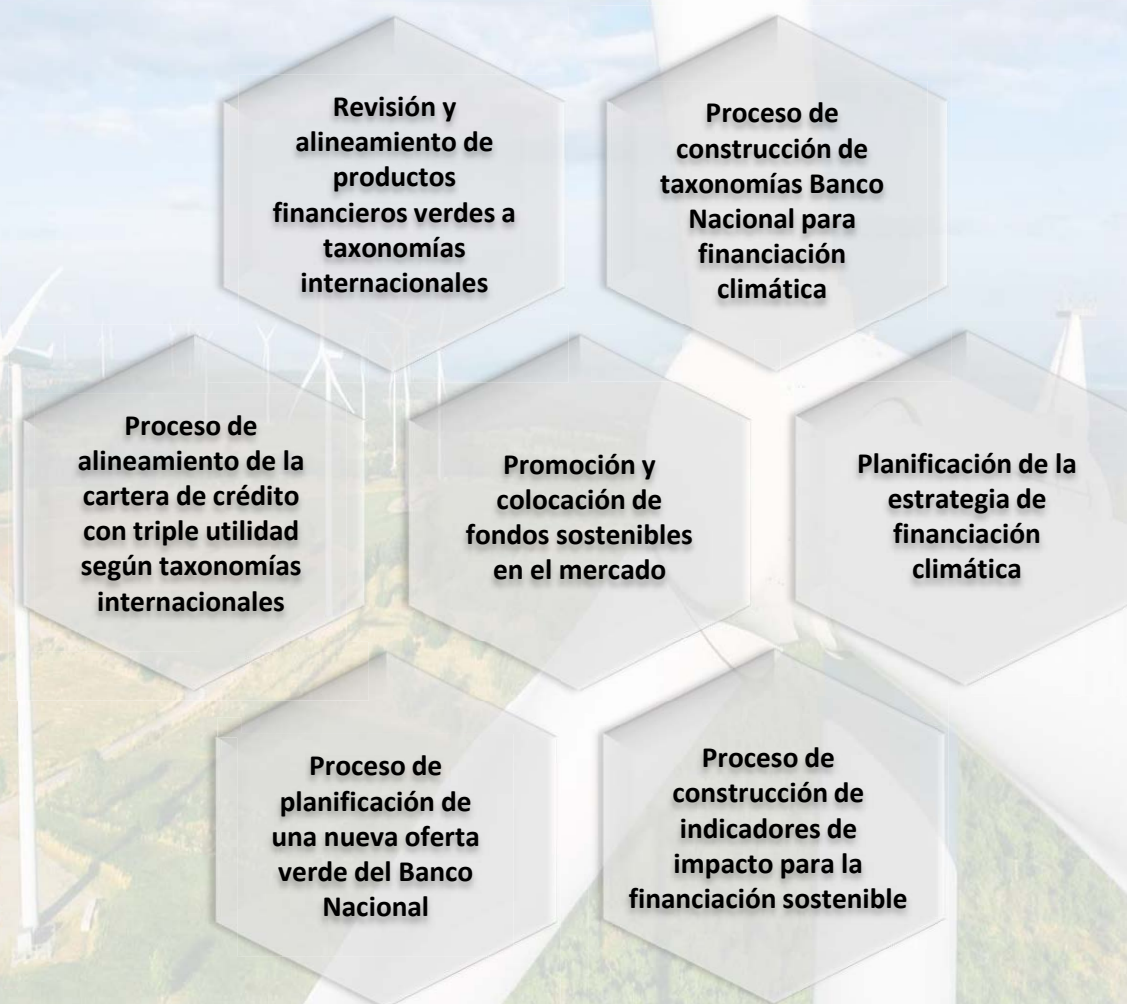 Revisión y
alineamiento de
productos
financieros verdes a
taxonomías
internacionales
Proceso de
construcción de
taxonomías Banco
Nacional para
financiación
climática
Proceso de
alineamiento de la
cartera de crédito
con triple utilidad
según taxonomías
internacionales
Promoción y
colocación de
fondos sostenibles
en el mercado
Planificación de la
estrategia de
financiación
climática
Proceso de
planificación de
una nueva oferta
verde del Banco
Nacional
Proceso de
construcción de
indicadores de
impacto para la
financiación sostenible